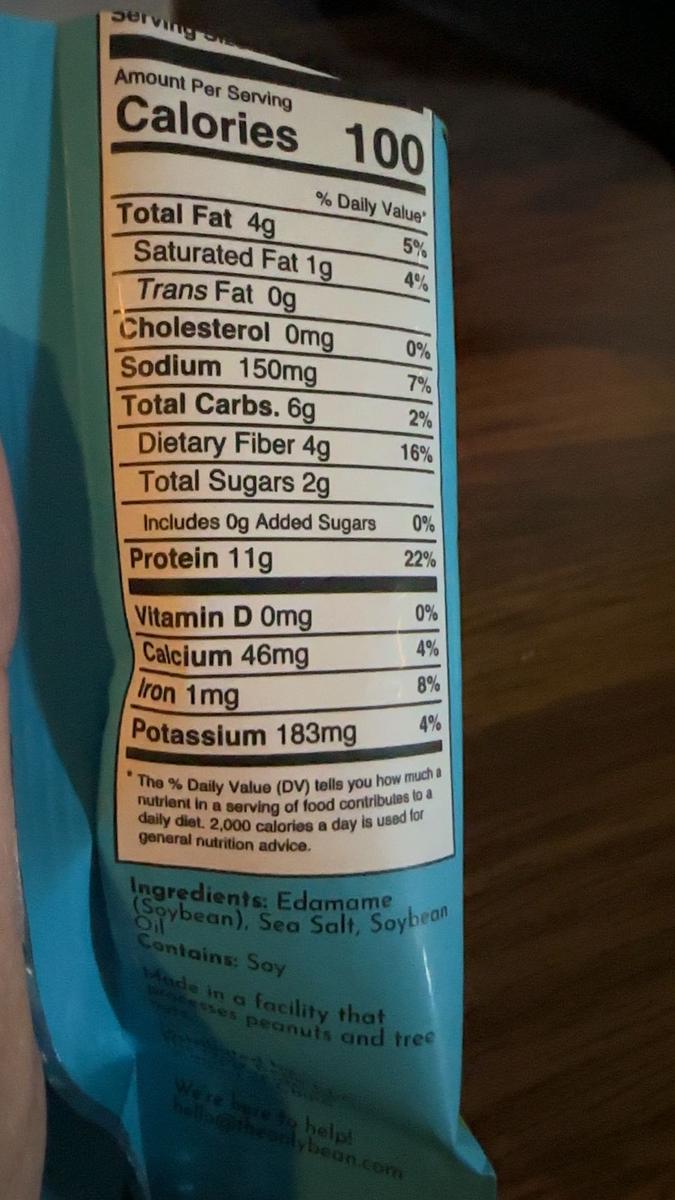 Serving Size
Amount Per Serving
Calories 100
% Daily Value*
Total Fat 4g 5%
Saturated Fat 1g 4%
Trans Fat 0g
Cholesterol 0mg 0%
Sodium 150mg 7%
Total Carbs. 6g 2%
Dietary Fiber 4g 16%
Total Sugars 2g
Includes 0g Added Sugars 0%
Protein 11g 22%
Vitamin D 0mg 0%
Calcium 46mg 4%
Iron 1mg 8%
Potassium 183mg 4%
* The % Daily Value (DV) tells you how much a
nutrient in a serving of food contributes to a
daily diet. 2,000 calories a day is used for
general nutrition advice.
Ingredients: Edamame
(Soybean), Sea Salt, Soybean
Oil
Contains: Soy
Made in a facility that
processes peanuts and tree
We're here to help!
hello@theonlybean.com